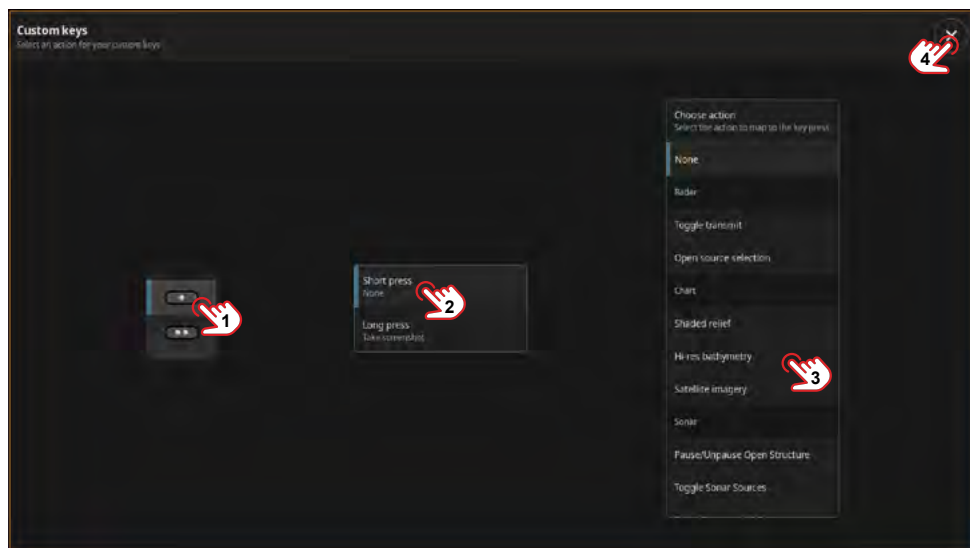 Custom keys
Select an action for your custom keys
4
Choose action
Select the action to map to the key press
None
Radar
Toggle transmit
Open source selection
Chart
Shaded relief
Hi-res bathymetry
Satellite imagery
Sonar
Pause/Unpause Open Structure
Toggle Sonar Sources
Short press
None
Long press
Take screenshot
1
2
3